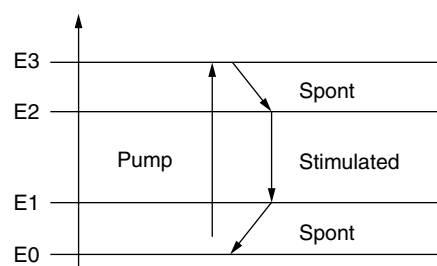 E3
Spont
E2
Pump
Stimulated
E1
Spont
E0